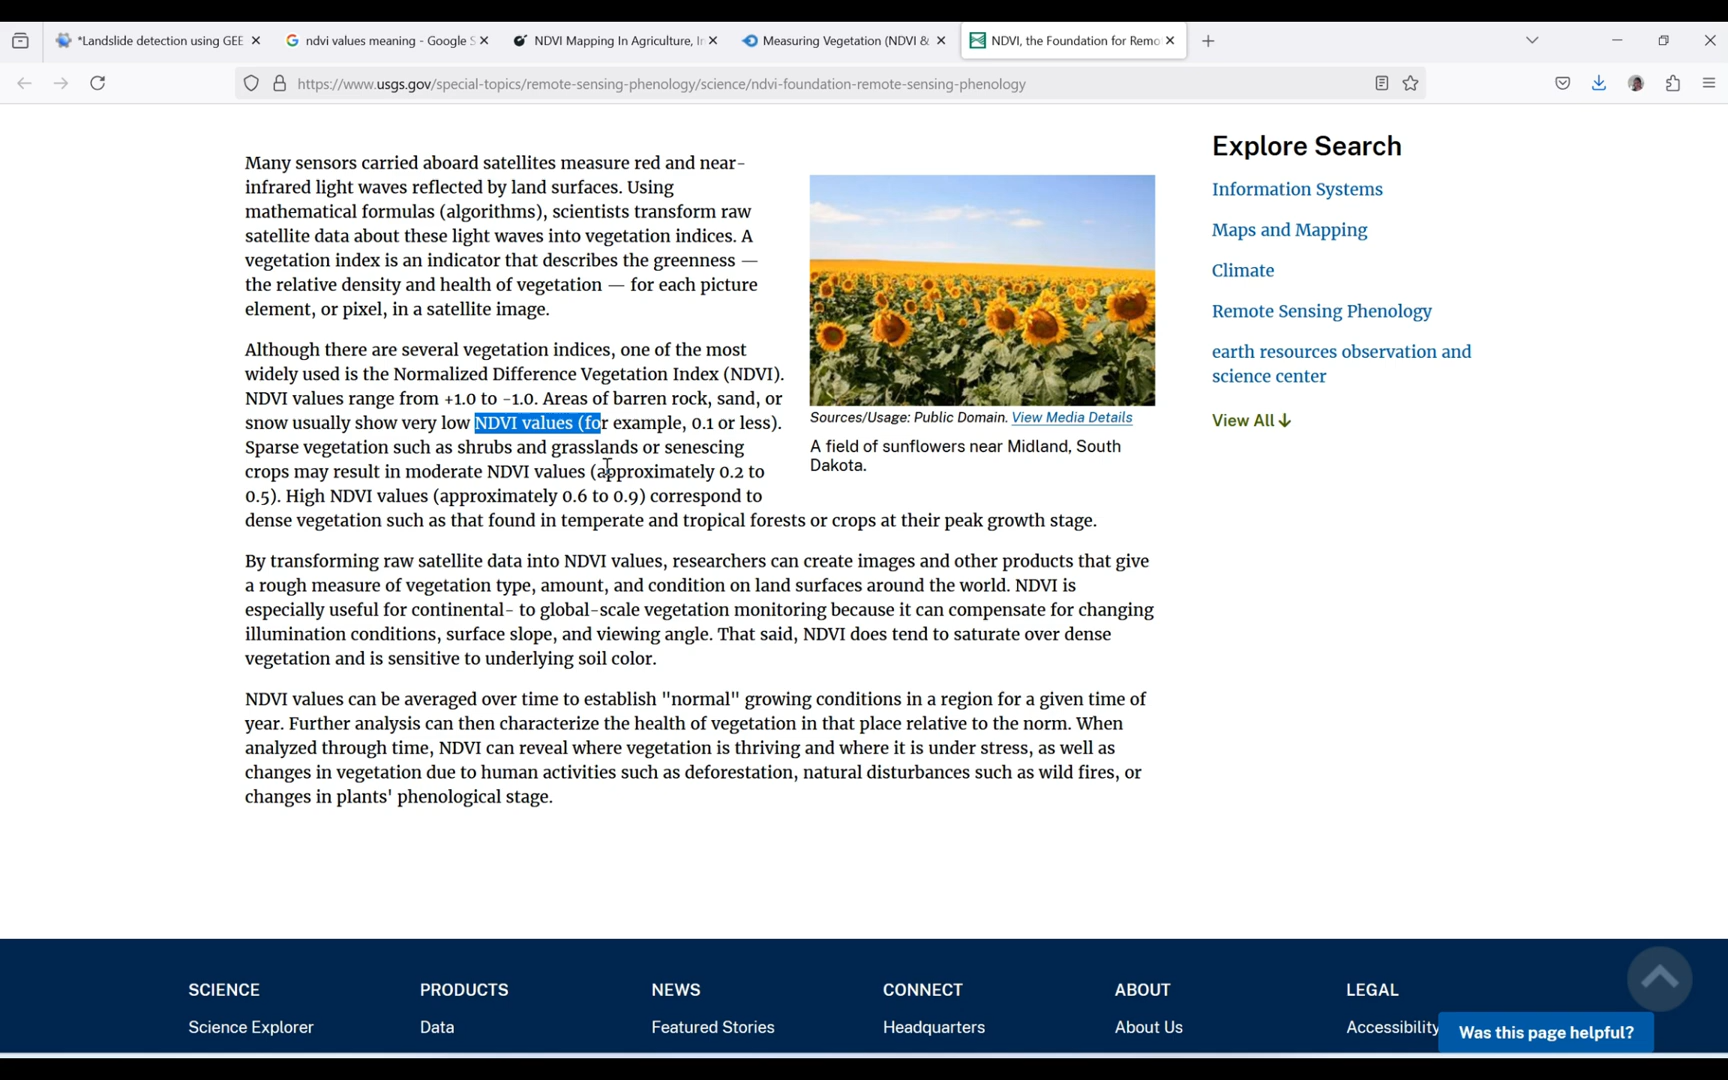 *Landslide detection using GEE
ndvi values meaning - Google S
NDVI Mapping In Agriculture, I
Measuring Vegetation (NDVI &
NDVI, the Foundation for Remo
https://www.usgs.gov/special-topics/remote-sensing-phenology/science/ndvi-foundation-remote-sensing-phenology
Many sensors carried aboard satellites measure red and near-
infrared light waves reflected by land surfaces. Using
mathematical formulas (algorithms), scientists transform raw
satellite data about these light waves into vegetation indices. A
vegetation index is an indicator that describes the greenness —
the relative density and health of vegetation — for each picture
element, or pixel, in a satellite image.
Although there are several vegetation indices, one of the most
widely used is the Normalized Difference Vegetation Index (NDVI).
NDVI values range from +1.0 to -1.0. Areas of barren rock, sand, or
snow usually show very low NDVI values (for example, 0.1 or less).
Sparse vegetation such as shrubs and grasslands or senescing
crops may result in moderate NDVI values (approximately 0.2 to
0.5). High NDVI values (approximately 0.6 to 0.9) correspond to
dense vegetation such as that found in temperate and tropical forests or crops at their peak growth stage.
By transforming raw satellite data into NDVI values, researchers can create images and other products that give
a rough measure of vegetation type, amount, and condition on land surfaces around the world. NDVI is
especially useful for continental- to global-scale vegetation monitoring because it can compensate for changing
illumination conditions, surface slope, and viewing angle. That said, NDVI does tend to saturate over dense
vegetation and is sensitive to underlying soil color.
NDVI values can be averaged over time to establish "normal" growing conditions in a region for a given time of
year. Further analysis can then characterize the health of vegetation in that place relative to the norm. When
analyzed through time, NDVI can reveal where vegetation is thriving and where it is under stress, as well as
changes in vegetation due to human activities such as deforestation, natural disturbances such as wild fires, or
changes in plants' phenological stage.
Sources/Usage: Public Domain. View Media Details
A field of sunflowers near Midland, South
Dakota.
Explore Search
Information Systems
Maps and Mapping
Climate
Remote Sensing Phenology
earth resources observation and
science center
View All
SCIENCE
Science Explorer
PRODUCTS
Data
NEWS
Featured Stories
CONNECT
Headquarters
ABOUT
About Us
LEGAL
Accessibility
Was this page helpful?